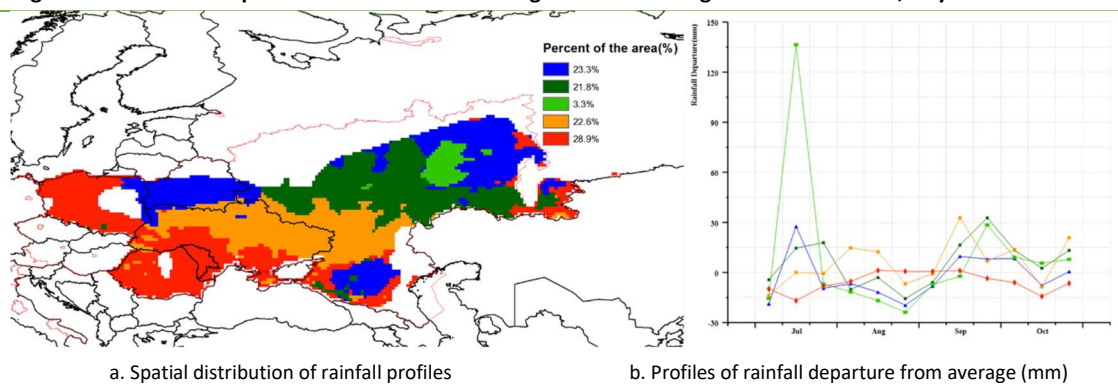 Percent of the area(%)
23.3%
21.8%
3.3%
22.6%
28.9%
Rainfall Departure(mm)
150
120
90
60
30
0
-30
Jul
Aug
Sep
Oct
a. Spatial distribution of rainfall profiles
b. Profiles of rainfall departure from average (mm)